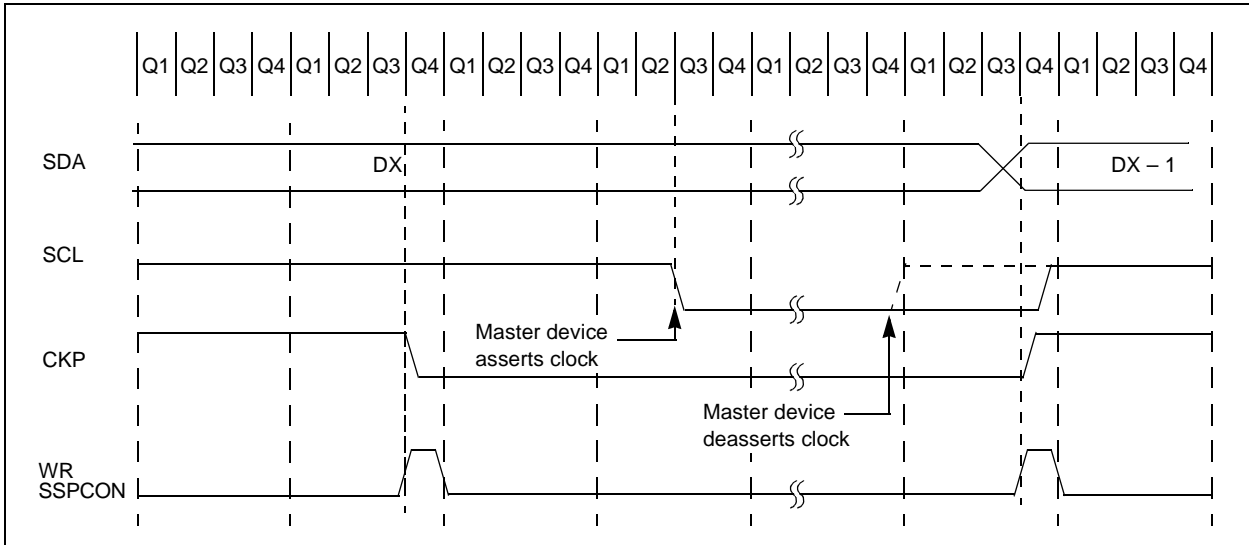 Q1 Q2 Q3 Q4 Q1 Q2 Q3 Q4 Q1 Q2 Q3 Q4 Q1 Q2 Q3 Q4 Q1 Q2 Q3 Q4 Q1 Q2 Q3 Q4 Q1 Q2 Q3 Q4
SDA
DX
DX – 1
SCL
Master device
asserts clock
CKP
Master device
deasserts clock
WR
SSPCON